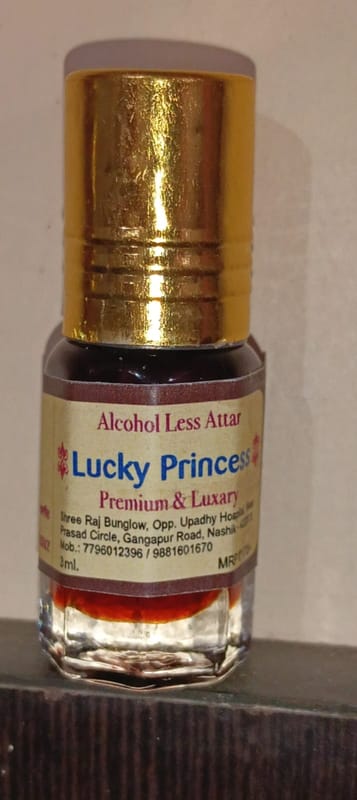 Alcohol Less Attar
Lucky Princess
Premium & Luxary
Shree Raj Bunglow, Opp. Upadhy
Prasad Circle, Gangapur Road, Nashik
Mob.: 7796012396 / 9881601670
3ml.